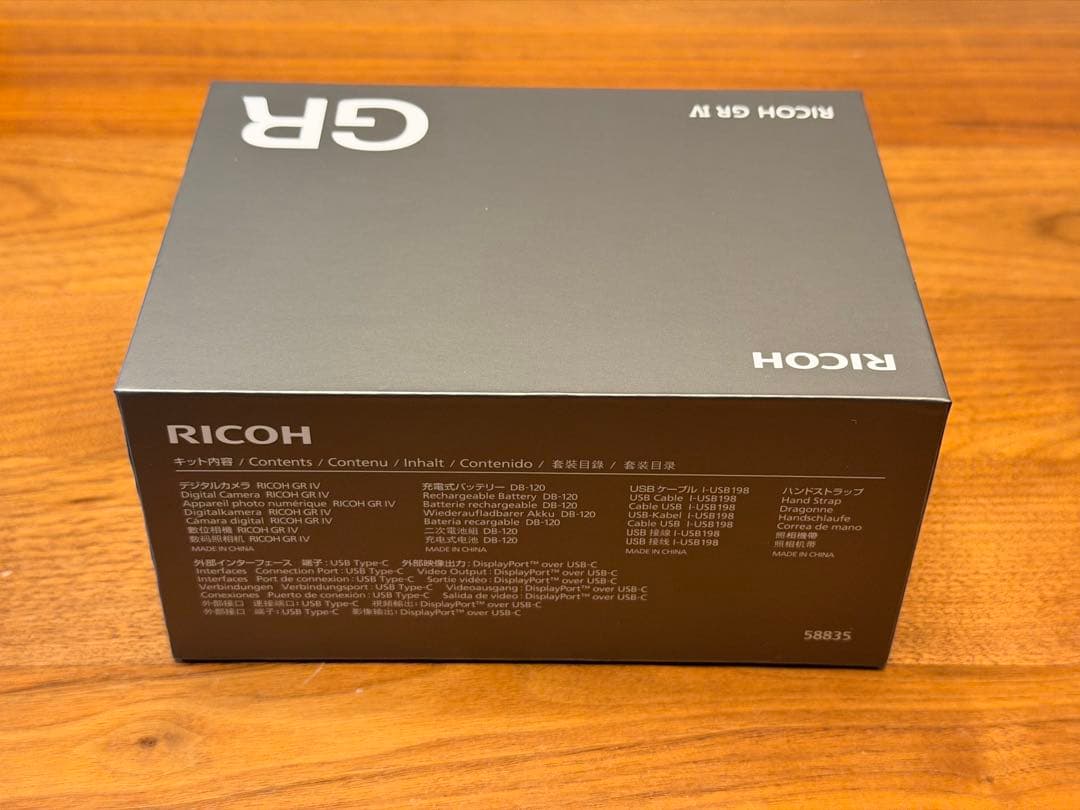 GR
RICOH GR IV
RICOH
RICOH
キット内容 / Contents / Contenu / Inhalt / Contenido / 套裝目錄 / 套装目录
デジタルカメラ RICOH GR IV
Digital Camera RICOH GR IV
Appareil photo numérique RICOH GR IV
Digitalkamera RICOH GR IV
Cámara digital RICOH GR IV
數位相機 RICOH GR IV
数码照相机 RICOH GR IV
MADE IN CHINA
充電式バッテリー DB-120
Rechargeable Battery DB-120
Batterie rechargeable DB-120
Wiederaufladbarer Akku DB-120
Bateria recargable DB-120
二次電池組 DB-120
充电式电池 DB-120
MADE IN CHINA
USBケーブル I-USB198
USB Cable I-USB198
Cable USB I-USB198
USB-Kabel I-USB198
Cable USB I-USB198
USB 接線 I-USB198
USB 接线 I-USB198
MADE IN CHINA
ハンドストラップ
Hand Strap
Dragonne
Handschlaufe
Correa de mano
照相機帶
照相机带
MADE IN CHINA
外部インターフェース 端子 : USB Type-C 外部映像出力 : DisplayPort™ over USB-C
Interfaces Connection Port : USB Type-C Video Output : DisplayPort™ over USB-C
Interfaces Port de connexion : USB Type-C Sortie vidéo : DisplayPort™ over USB-C
Verbindungen Verbindungsport : USB Type-C Videoausgang : DisplayPort™ over USB-C
Conexiones Puerto de conexión : USB Type-C Salida de video : DisplayPort™ over USB-C
外部接口 連接端口 : USB Type-C 視頻輸出 : DisplayPort™ over USB-C
外部接口 端子 : USB Type-C 影像输出 : DisplayPort™ over USB-C
58835